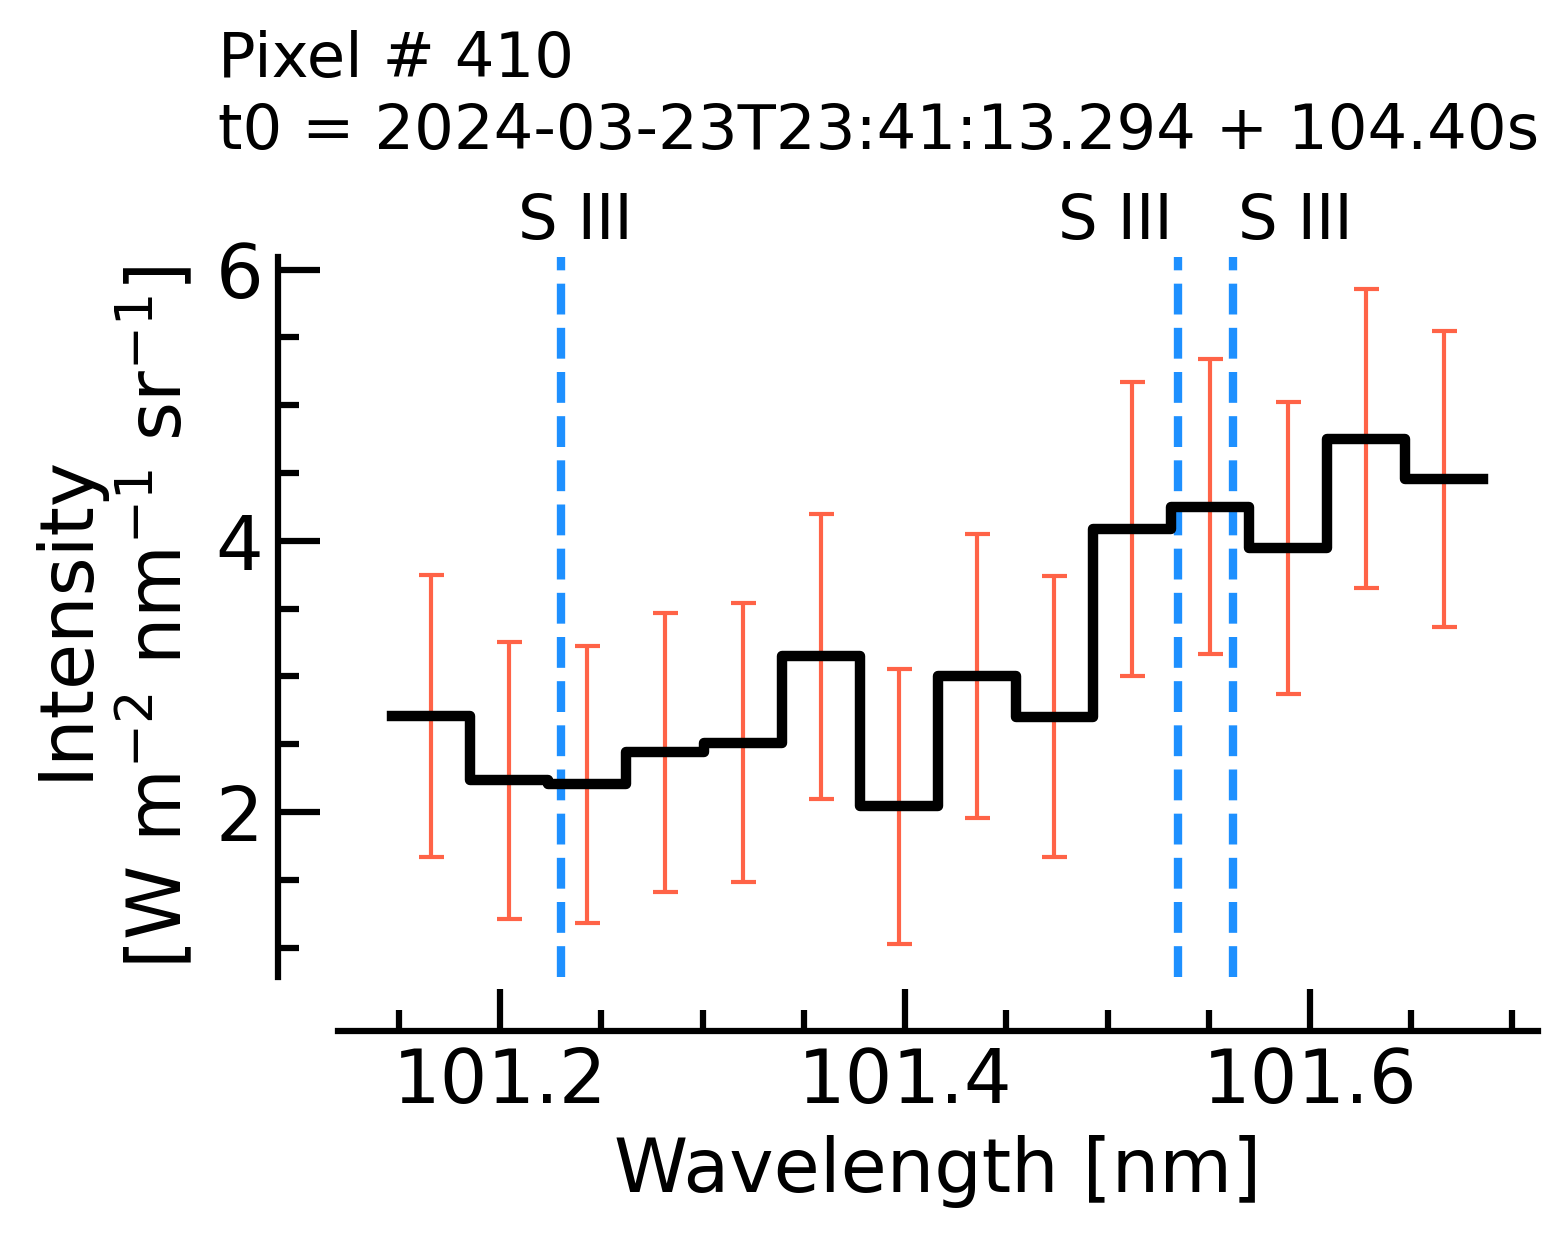 Pixel # 410
t0 = 2024-03-23T23:41:13.294 + 104.40s
S III S III S III
Intensity
[W m⁻² nm⁻¹ sr⁻¹]
6
4
2
101.2 101.4 101.6
Wavelength [nm]